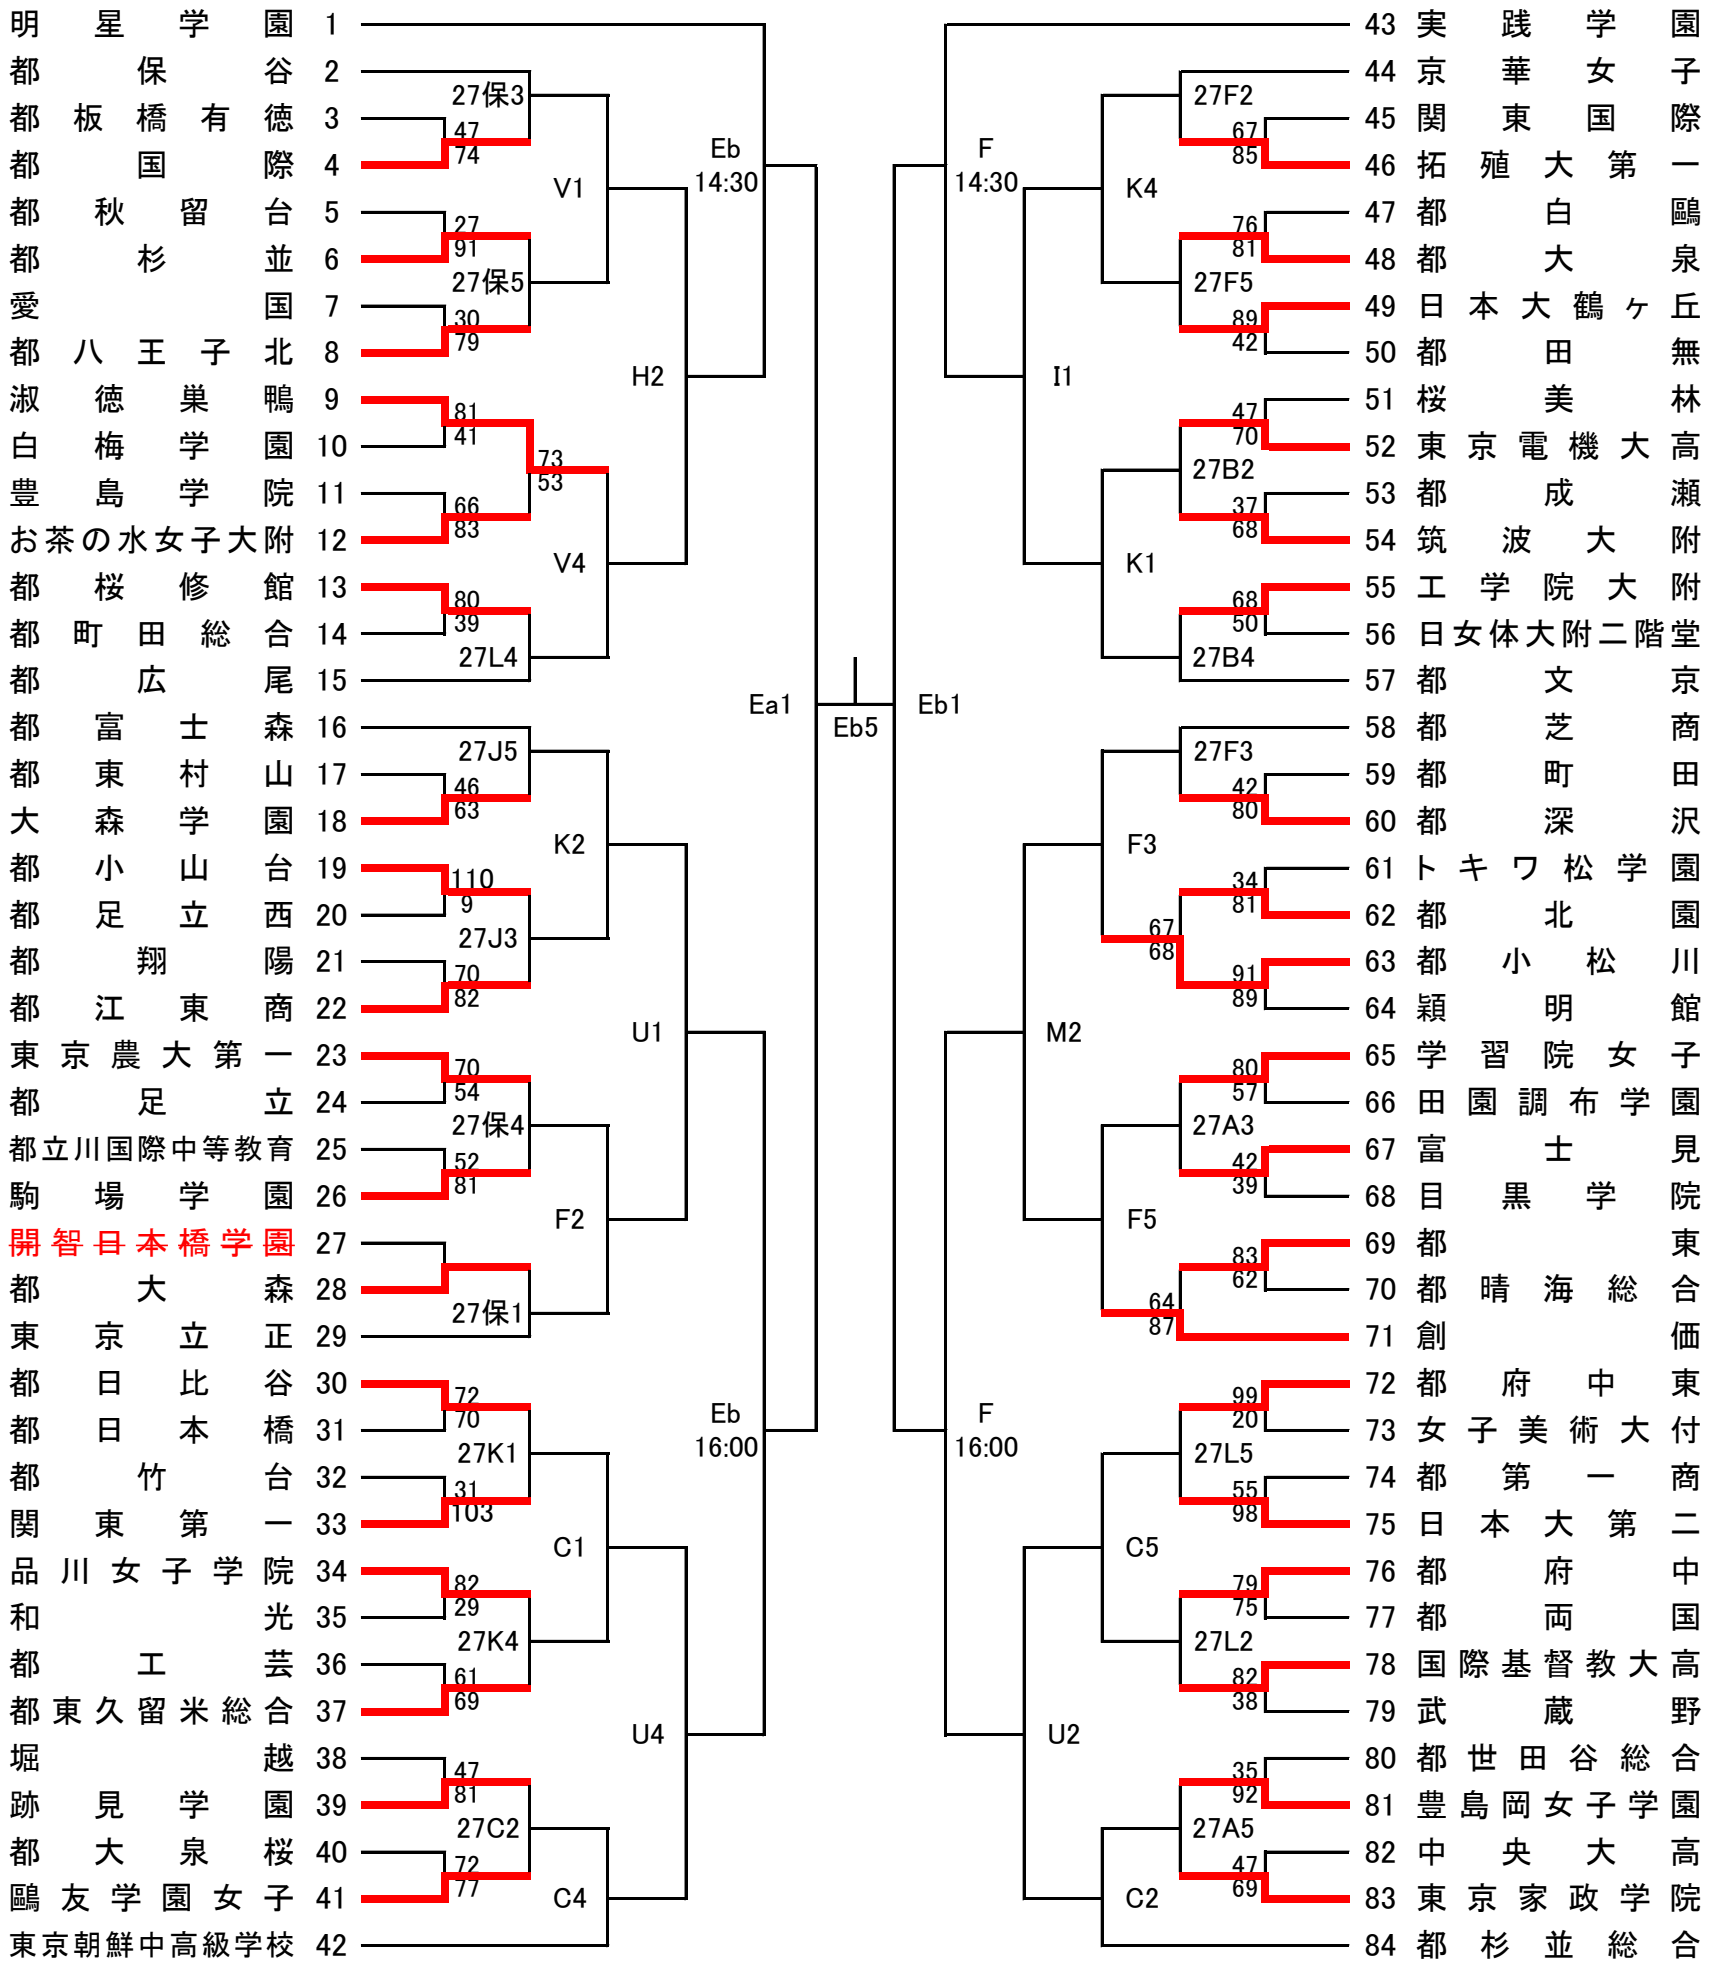 明星学園 1
都保谷 2
27保3
都板橋有徳 3
47
74
都国際 4
V1
都秋留台 5
27
91
都杉並 6
27保5
愛国 7
30
79
都八王子北 8
H2
Eb
14:30
淑徳巣鴨 9
81
41
白梅学園 10
73
53
豊島学院 11
66
83
お茶の水女子大附 12
V4
都桜修館 13
80
39
都町田総合 14
27L4
都広尾 15
Ea1
都富士森 16
27J5
都東村山 17
46
63
大森学園 18
K2
都小山台 19
110
9
都足立西 20
27J3
都翔陽 21
70
82
都江東商 22
U1
東京農大第一 23
70
54
都足立 24
27保4
都立川国際中等教育 25
52
81
駒場学園 26
F2
開智日本橋学園 27
都大森 28
27保1
東京立正 29
都日比谷 30
72
70
都日本橋 31
27K1
Eb
16:00
都竹台 32
31
103
関東第一 33
C1
品川女子学院 34
82
29
和光 35
27K4
都工芸 36
61
69
都東久留米総合 37
U4
堀越 38
47
81
跡見学園 39
27C2
都大泉桜 40
72
77
鷗友学園女子 41
C4
東京朝鮮中高級学校 42
Eb5
43 実践学園
44 京華女子
27F2
45 関東国際
67
85
46 拓殖大第一
F
14:30
K4
47 都白鷗
76
81
48 都大泉
27F5
49 日本大鶴ヶ丘
89
42
50 都田無
I1
51 桜美林
47
70
52 東京電機大高
27B2
53 都成瀬
37
68
54 筑波大附
K1
55 工学院大附
68
50
56 日女体大附二階堂
27B4
57 都文京
Eb1
58 都芝商
27F3
59 都町田
42
80
60 都深沢
F3
61 トキワ松学園
34
81
62 都北園
67
68
63 都小松川
91
89
64 穎明館
M2
65 学習院女子
80
57
66 田園調布学園
27A3
67 富士見
42
39
68 目黒学院
F5
69 都東
83
62
70 都晴海総合
64
87
71 創価
72 都府中東
99
20
73 女子美術大付
F
16:00
27L5
74 都第一商
55
98
75 日本大第二
C5
76 都府中
79
75
77 都両国
27L2
78 国際基督教大高
82
38
79 武蔵野
U2
80 都世田谷総合
35
92
81 豊島岡女子学園
27A5
82 中央大高
47
69
83 東京家政学院
C2
84 都杉並総合